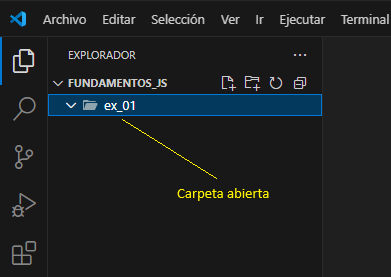 Archivo Editar Selección Ver Ir Ejecutar Terminal
EXPLORADOR
FUNDAMENTOS_JS
ex_01
Carpeta abierta